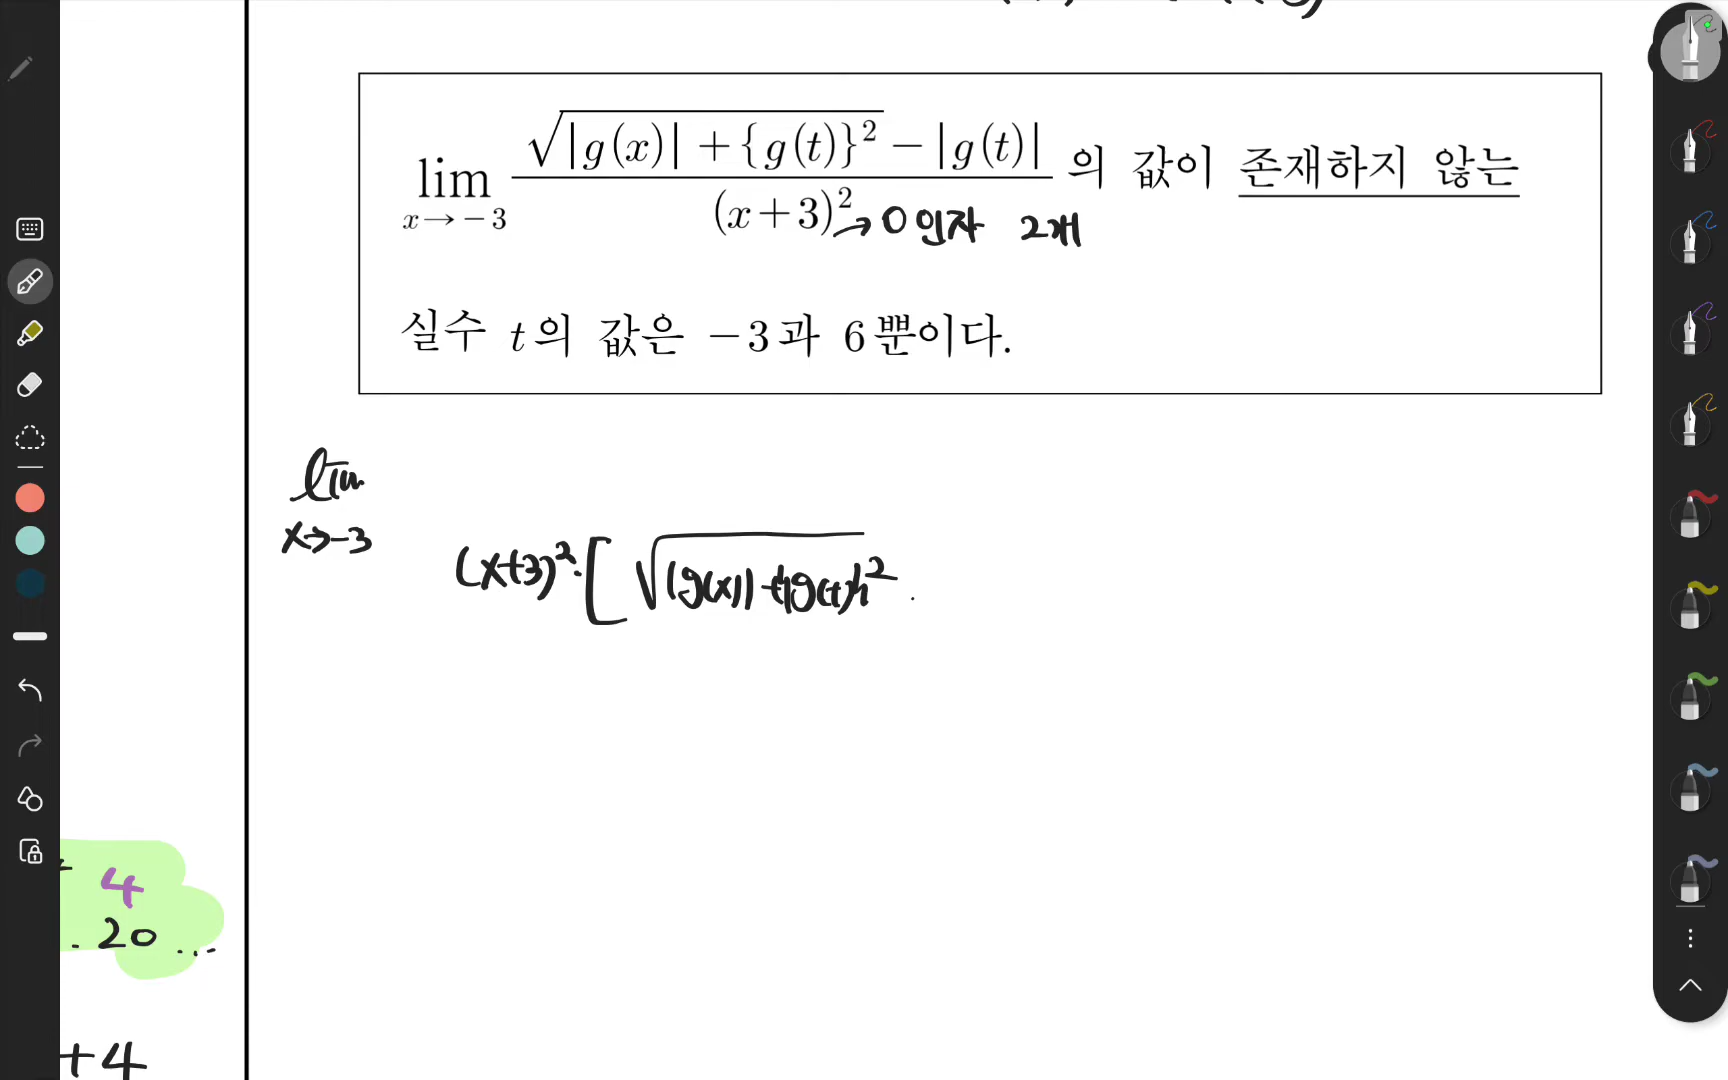 lim x→-3 (√(|g(x)|+{g(t)}²) - |g(t)|) / (x+3)² 의 값이 존재하지 않는
→ 0인자 2개
실수 t의 값은 -3과 6뿐이다.
lim
x→-3
(x+3)²·[ √(|g(x)|+{g(t)}²)
4
. 20 ...
+4